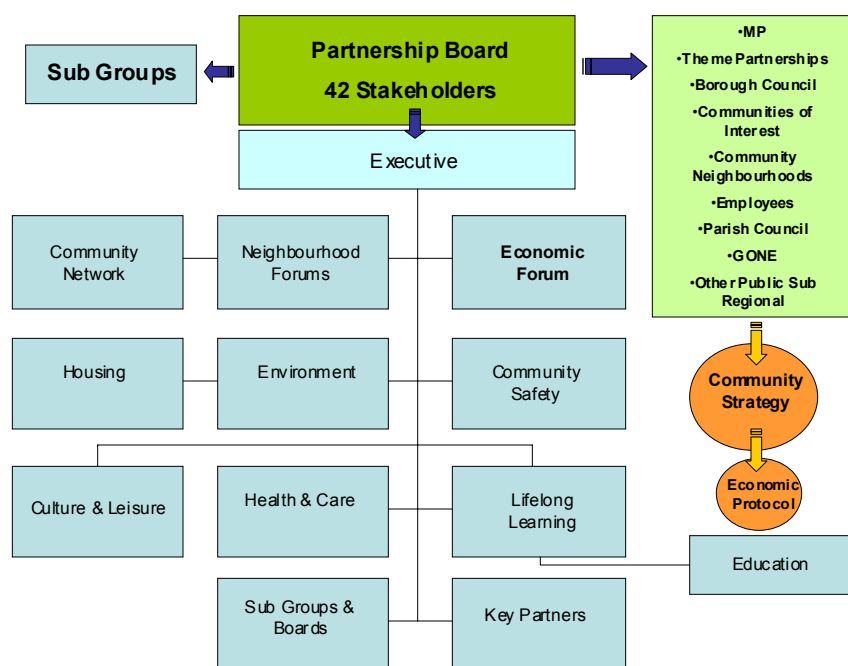 Partnership Board
42 Stakeholders
Sub Groups
•MP
•Theme Partnerships
•Borough Council
•Communities of
Interest
•Community
Neighbourhoods
•Employees
•Parish Council
•GONE
•Other Public Sub
Regional
Executive
Community
Network
Neighbourhood
Forums
Economic
Forum
Housing
Environment
Community
Safety
Community
Strategy
Culture & Leisure
Health & Care
Lifelong
Learning
Economic
Protocol
Education
Sub Groups &
Boards
Key Partners